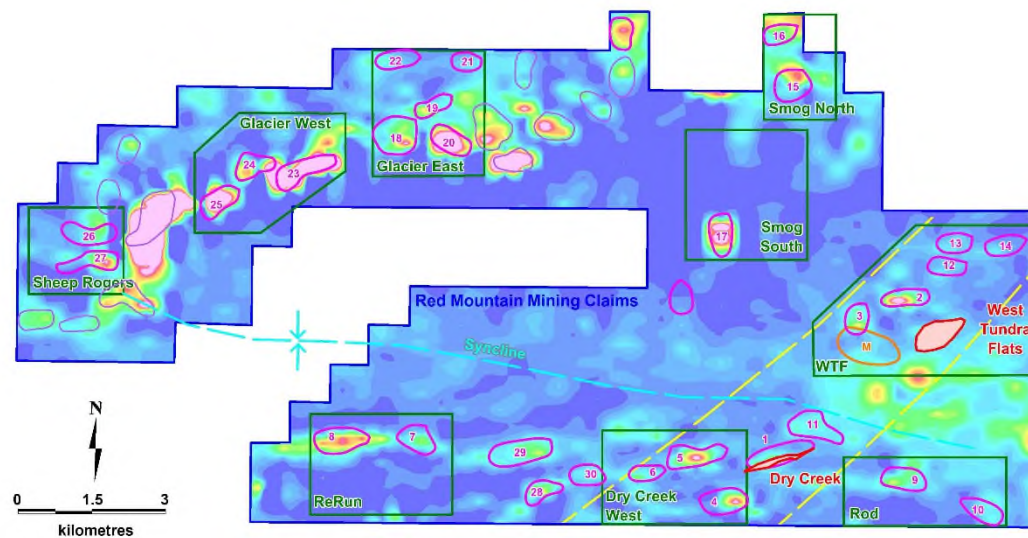 16
22
21
15
Smog North
19
Glacier West
18
20
Glacier East
24
23
25
17
Smog
South
26
27
Sheep Rogers
13
14
12
2
3
M
West
Tundra
Flats
WTF
Red Mountain Mining Claims
Syncline
N
0
1.5
3
kilometres
8
7
ReRun
29
28
30
5
6
4
Dry Creek
West
1
11
Dry Creek
9
10
Rod